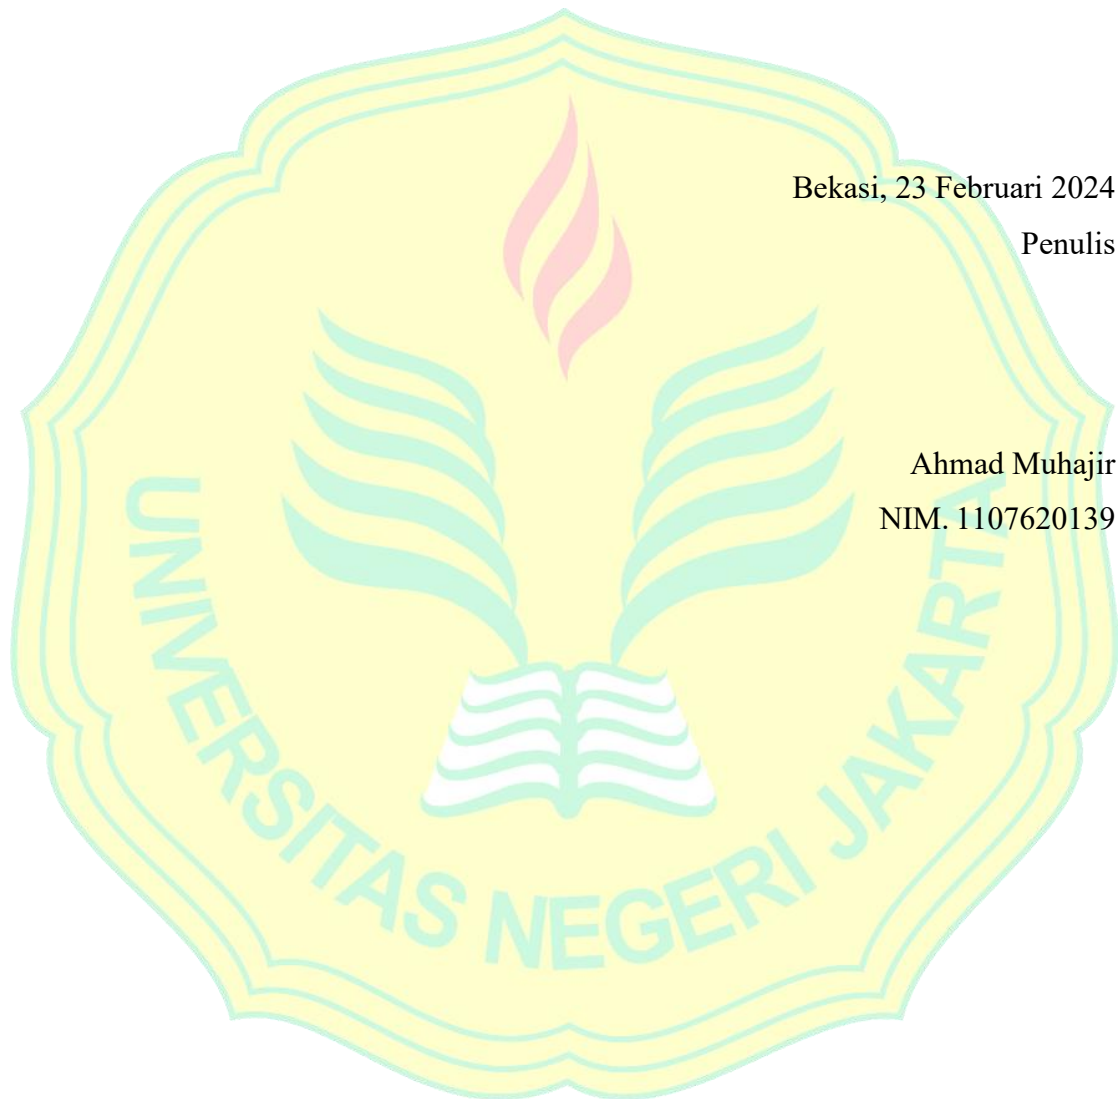 Bekasi, 23 Februari 2024
Penulis
Ahmad Muhajir
NIM. 1107620139
UNIVERSITAS NEGERI JAKARTA